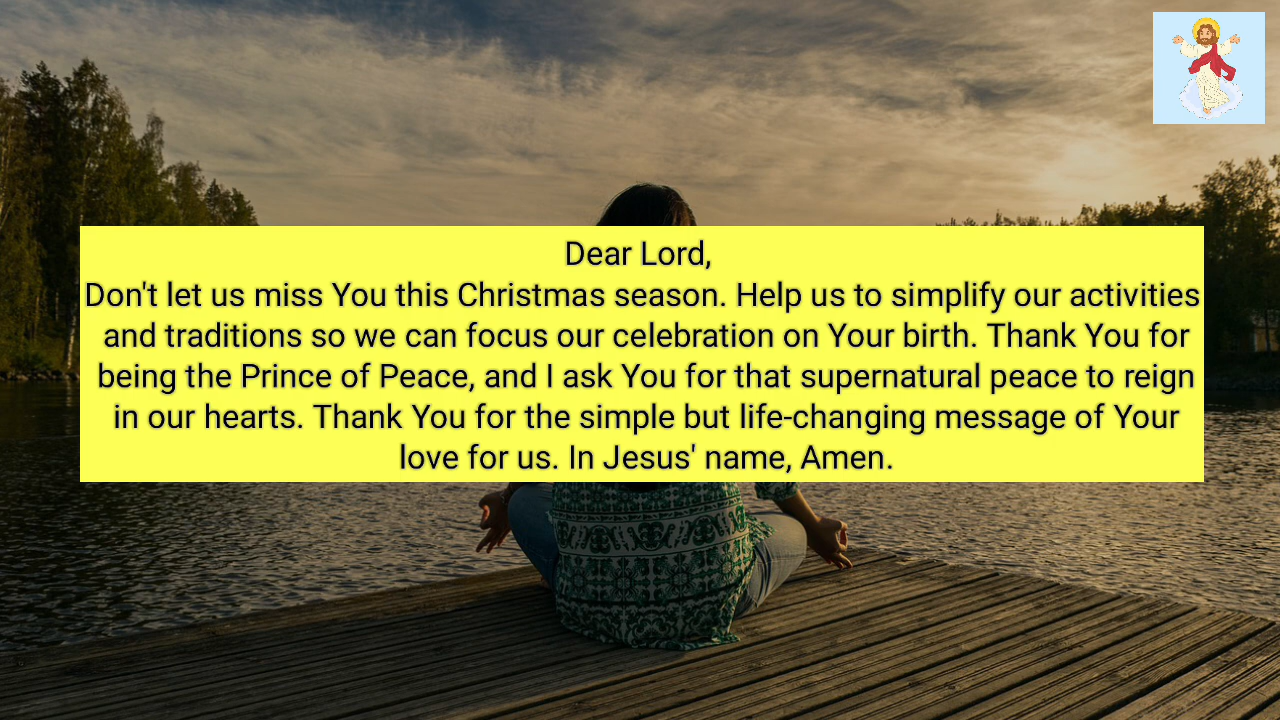 Dear Lord,
Don't let us miss You this Christmas season. Help us to simplify our activities
and traditions so we can focus our celebration on Your birth. Thank You for
being the Prince of Peace, and I ask You for that supernatural peace to reign
in our hearts. Thank You for the simple but life-changing message of Your
love for us. In Jesus' name, Amen.